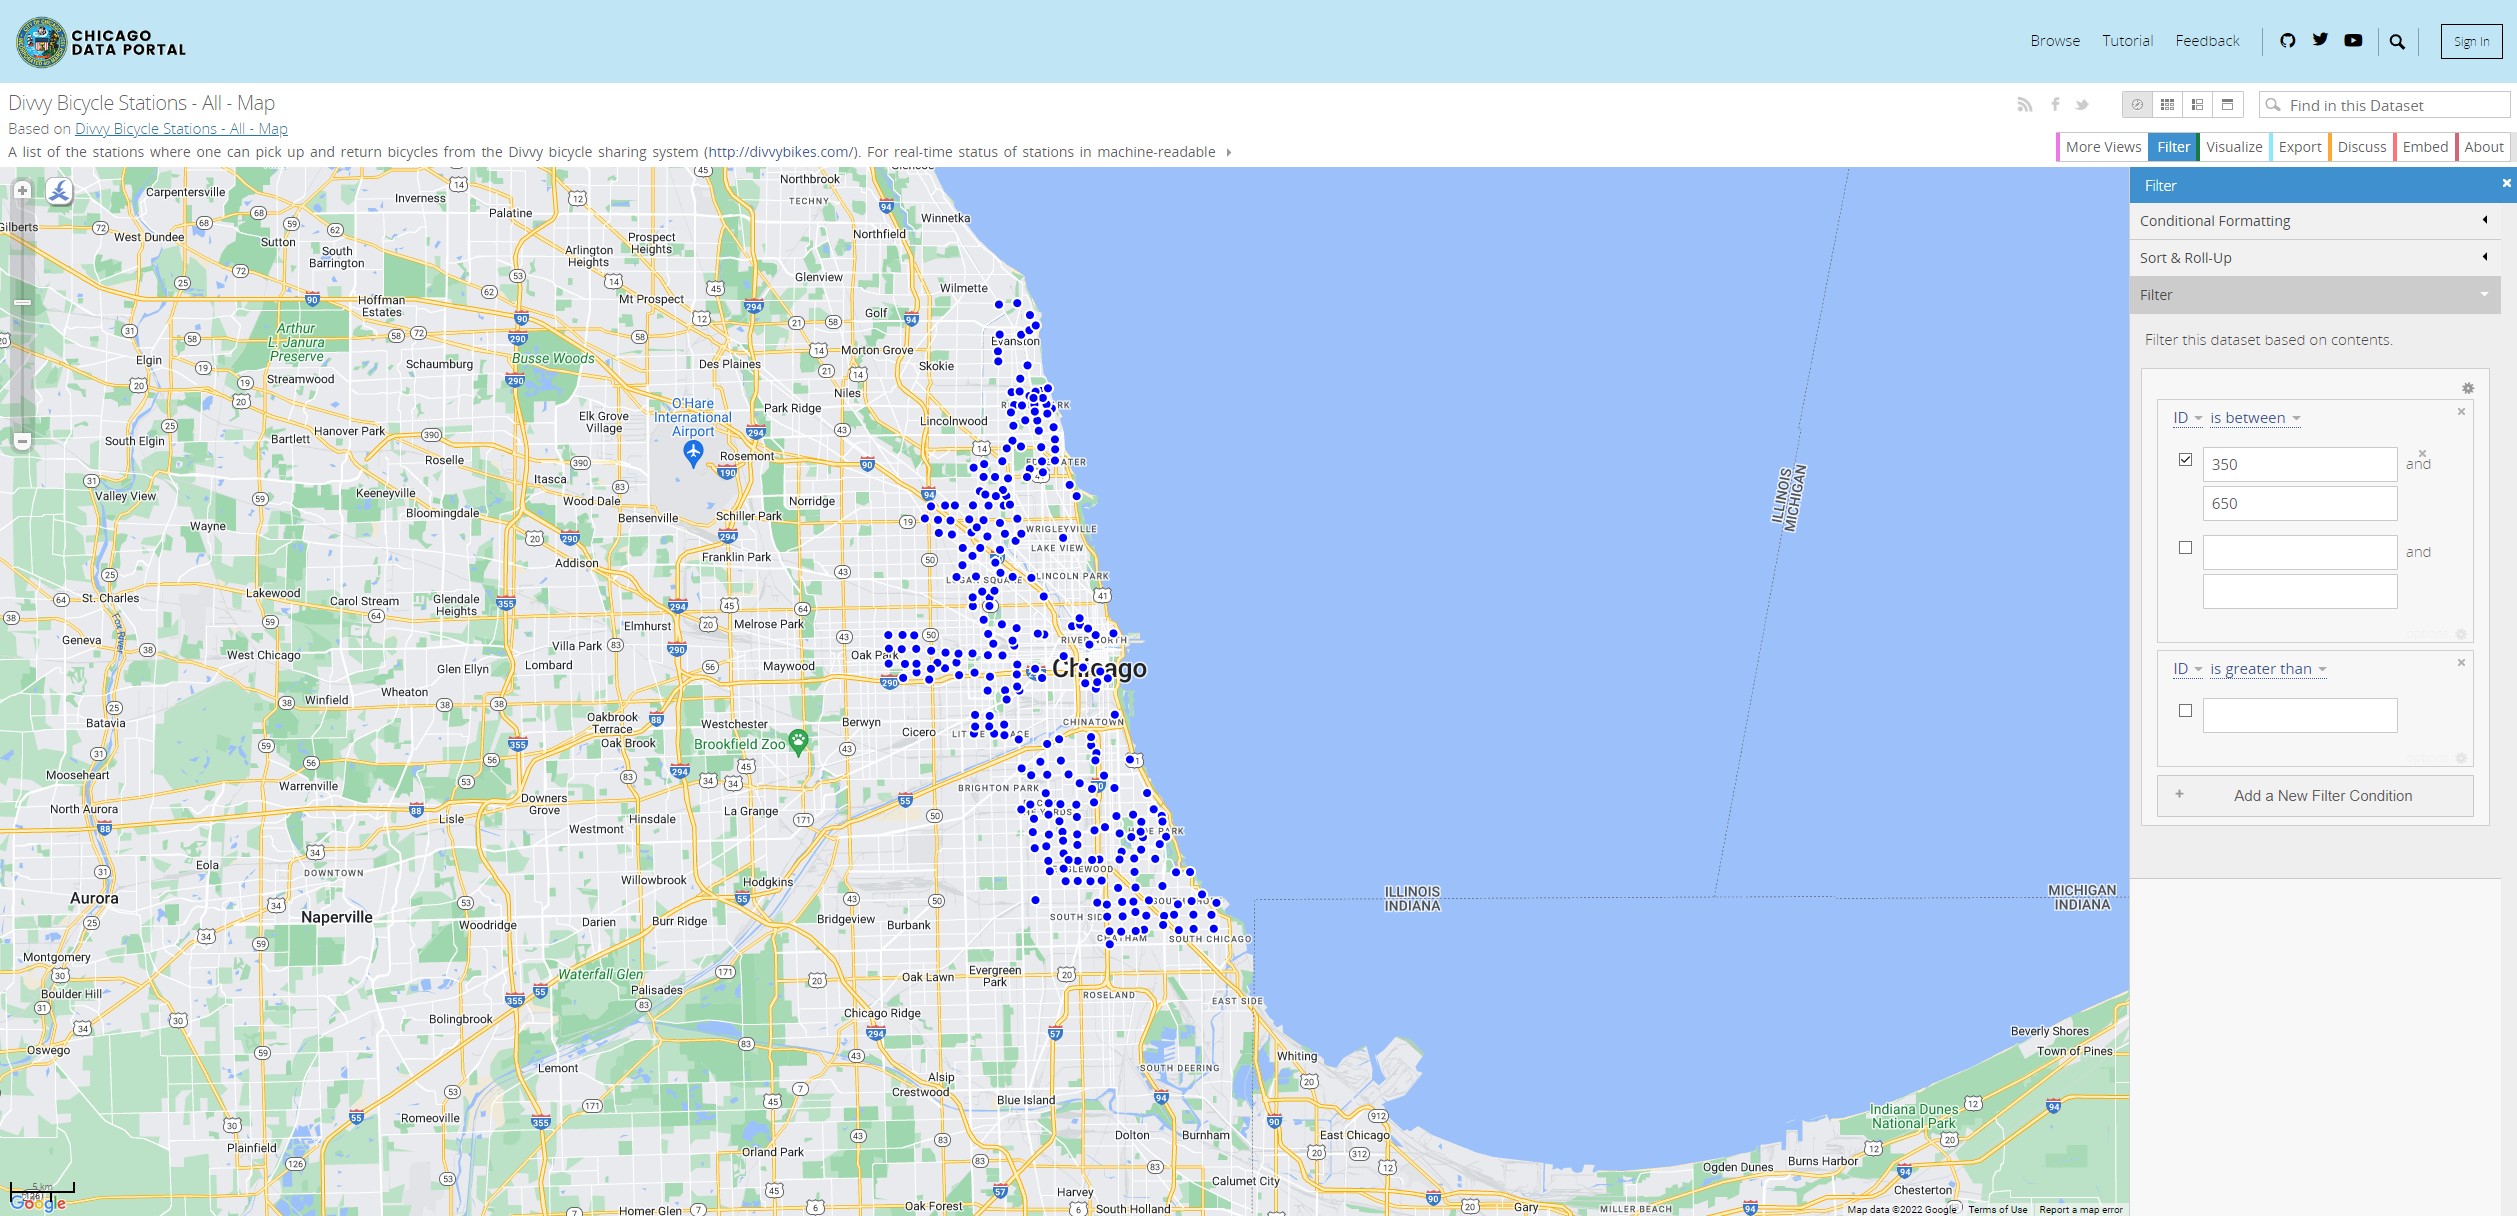 CHICAGO
DATA PORTAL
Browse
Tutorial
Feedback
Sign In
Divvy Bicycle Stations - All - Map
Based on Divvy Bicycle Stations - All - Map
A list of the stations where one can pick up and return bicycles from the Divvy bicycle sharing system (http://divvybikes.com/). For real-time status of stations in machine-readable
Find in this Dataset
More Views
Filter
Visualize
Export
Discuss
Embed
About
Filter
Conditional Formatting
Sort & Roll-Up
Filter
Filter this dataset based on contents.
ID is between
350 and
650
and
ID is greater than
Add a New Filter Condition
Carpentersville
Inverness
Palatine
Northbrook
TECHNY
Winnetka
Northfield
Gilberts
West Dundee
Sutton
South
Barrington
Arlington
Heights
Prospect
Heights
Glenview
Wilmette
Hoffman
Estates
Mt Prospect
Golf
Arthur
L. Janura
Preserve
Evanston
Elgin
Schaumburg
Busse Woods
Des Plaines
Morton Grove
Skokie
Streamwood
Niles
Park Ridge
O'Hare
International
Airport
Elk Grove
Village
Lincolnwood
South Elgin
Bartlett
Hanover Park
Roselle
Rosemont
Itasca
Valley View
Keeneyville
Wood Dale
Norridge
Bloomingdale
Bensenville
Schiller Park
Wayne
WRIGLEYVILLE
LAKE VIEW
Franklin Park
Addison
LINCOLN PARK
St. Charles
Lakewood
Carol Stream
Glendale
Heights
Elmhurst
Melrose Park
Geneva
Fox River
Villa Park
West Chicago
Glen Ellyn
Lombard
Maywood
Oak Park
Chicago
Wheaton
Winfield
Batavia
Oakbrook
Terrace
Oak Brook
Westchester
Berwyn
Cicero
CHINATOWN
Brookfield Zoo
Mooseheart
Warrenville
BRIGHTON PARK
North Aurora
Downers
Grove
Lisle
La Grange
Westmont
Hinsdale
Eola
DOWNTOWN
Willowbrook
Hodgkins
Aurora
Naperville
Woodridge
Darien
Burr Ridge
Bridgeview
Burbank
SOUTH CHICAGO
Montgomery
Waterfall Glen
Oak Lawn
Evergreen
Park
Boulder Hill
Palisades
ROSELAND
EAST SIDE
Bolingbrook
Chicago Ridge
Oswego
Lemont
Whiting
Alsip
Crestwood
SOUTH DEERING
Romeoville
Blue Island
Plainfield
Orland Park
Dolton
Burnham
East Chicago
Harvey
Calumet City
Homer Glen
Oak Forest
South Holland
Gary
MILLER BEACH
ILLINOIS
MICHIGAN
ILLINOIS
INDIANA
MICHIGAN
INDIANA
Beverly Shores
Town of Pines
Indiana Dunes
National Park
Ogden Dunes
Burns Harbor
Chesterton
5 km
Google
Map data ©2022 Google
Terms of Use
Report a map error